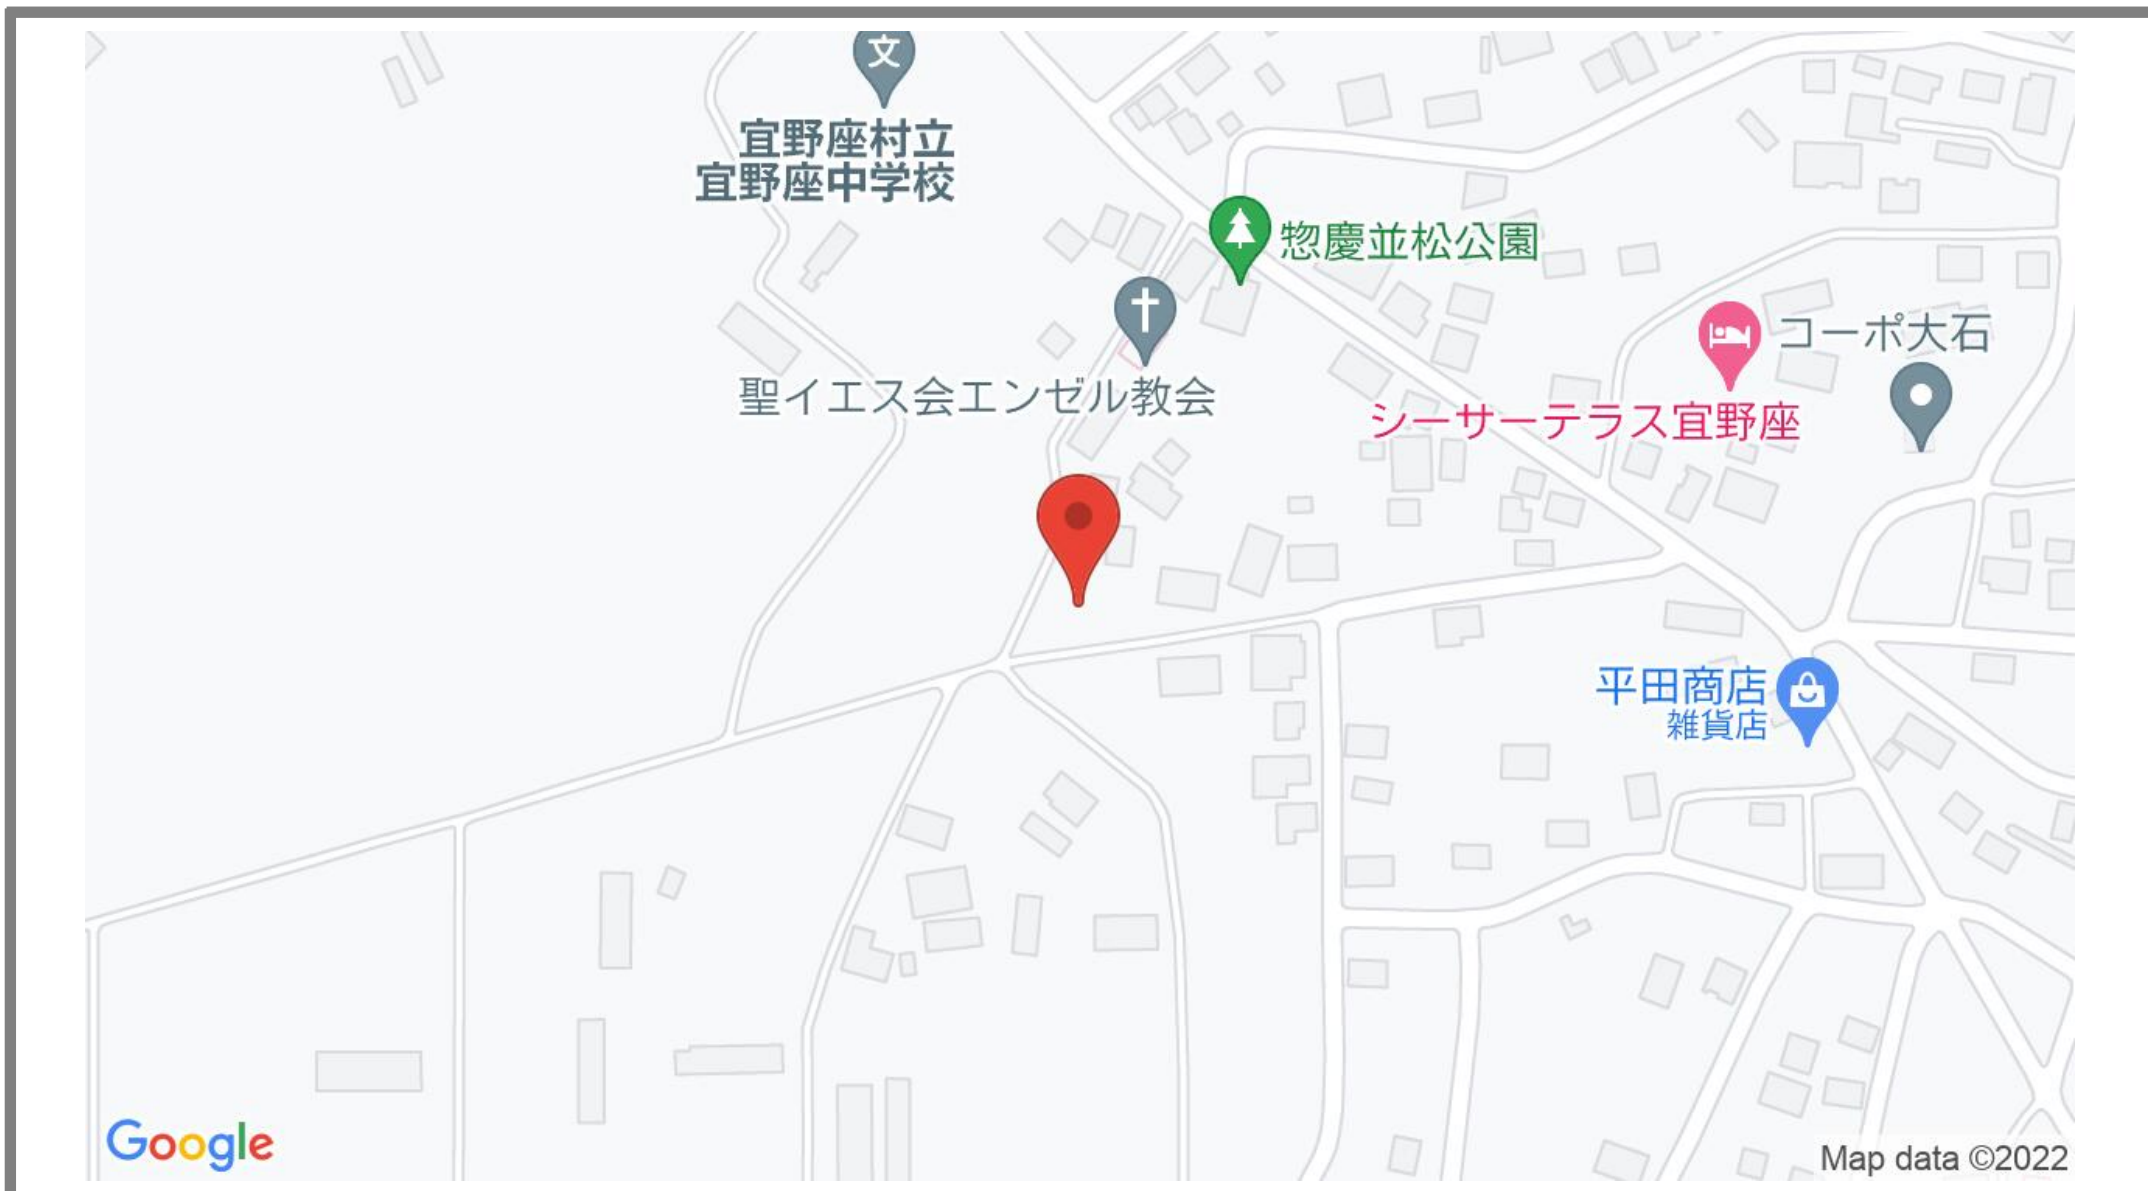 文
宜野座村立
宜野座中学校
惣慶並松公園
コーポ大石
聖イエス会エンゼル教会
シーサーテラス宜野座
平田商店
雑貨店
Google
Map data ©2022